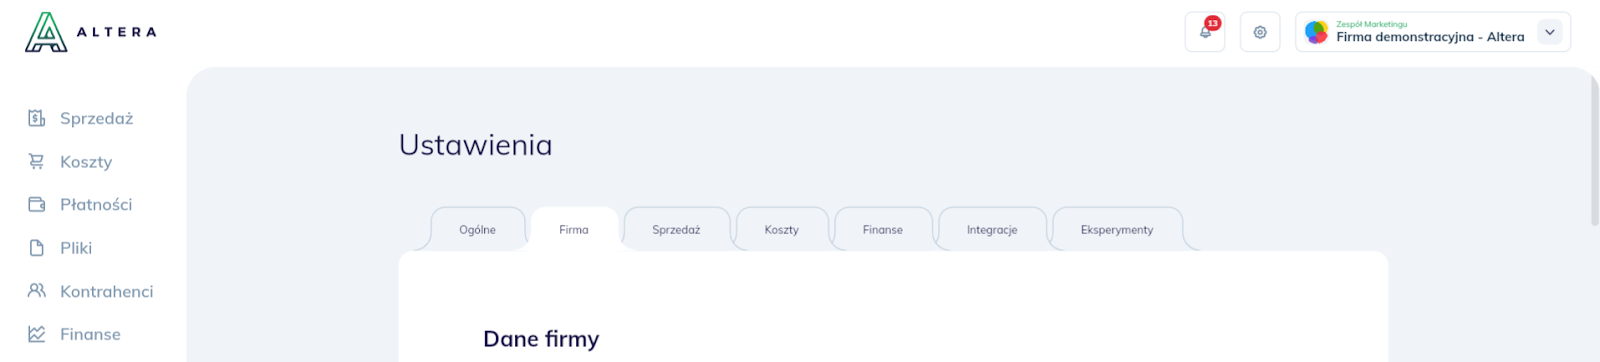 ALTERA
13
Zespół Marketingu
Firma demonstracyjna - Altera
Sprzedaż
Koszty
Płatności
Pliki
Kontrahenci
Finanse
Ustawienia
Ogólne Firma Sprzedaż Koszty Finanse Integracje Eksperymenty
Dane firmy